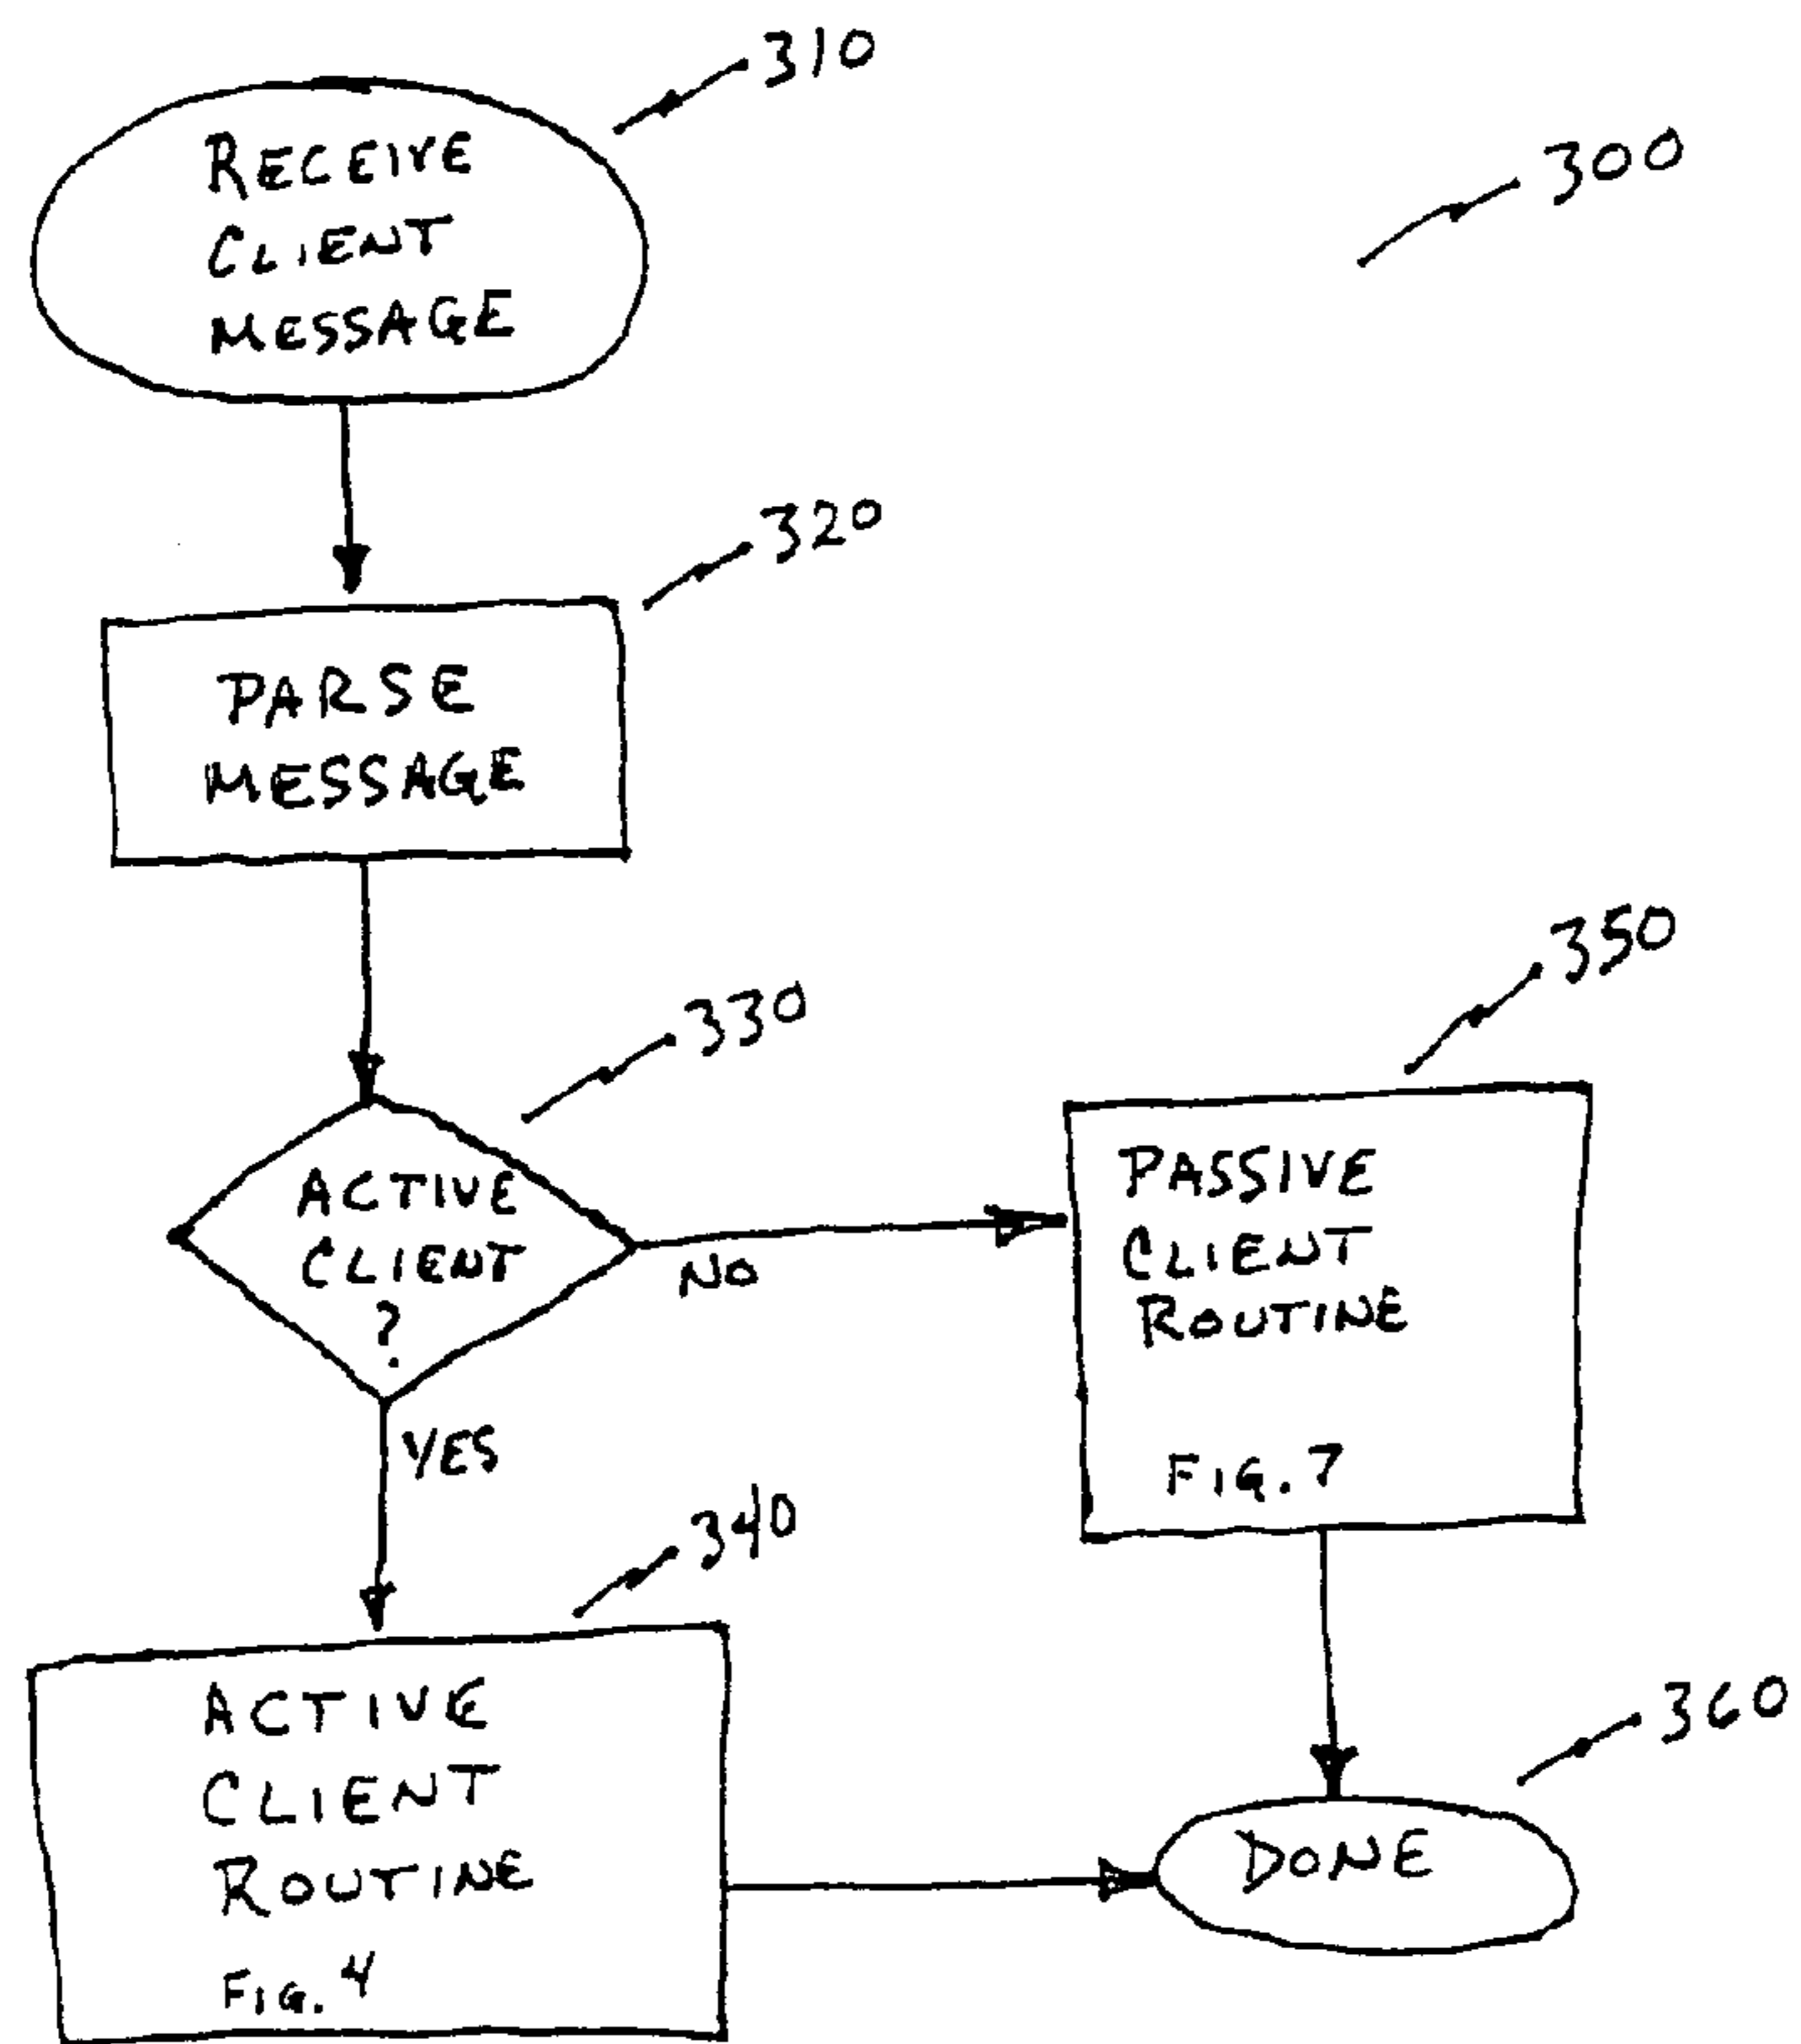 310
RECEIVE
CLIENT
MESSAGE
300
320
PARSE
MESSAGE
330
ACTIVE
CLIENT
?
NO
YES
350
PASSIVE
CLIENT
ROUTINE
FIG. 7
340
ACTIVE
CLIENT
ROUTINE
FIG. 4
360
DONE